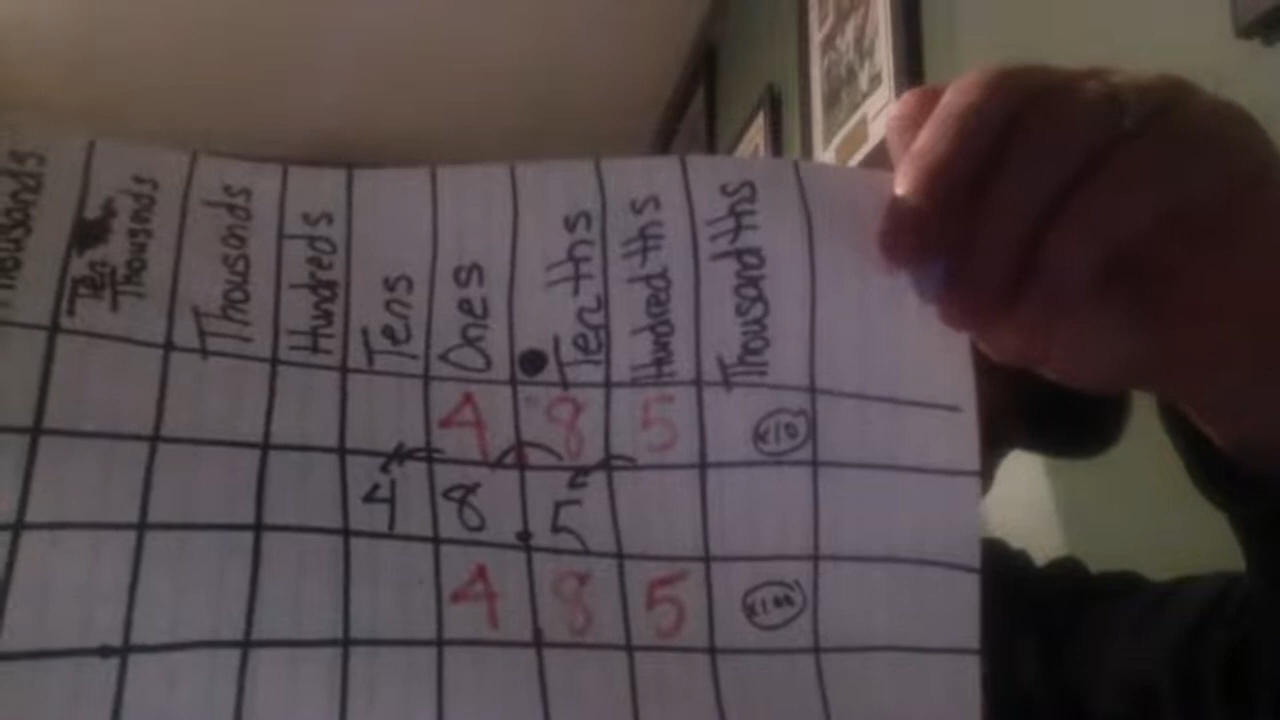 Thousands
Ten Thousands
Thousands
Hundreds
Tens
Ones
Tenths
Hundredths
Thousandths
4 . 8 5 x10
4 8 . 5
4 8 5 x100